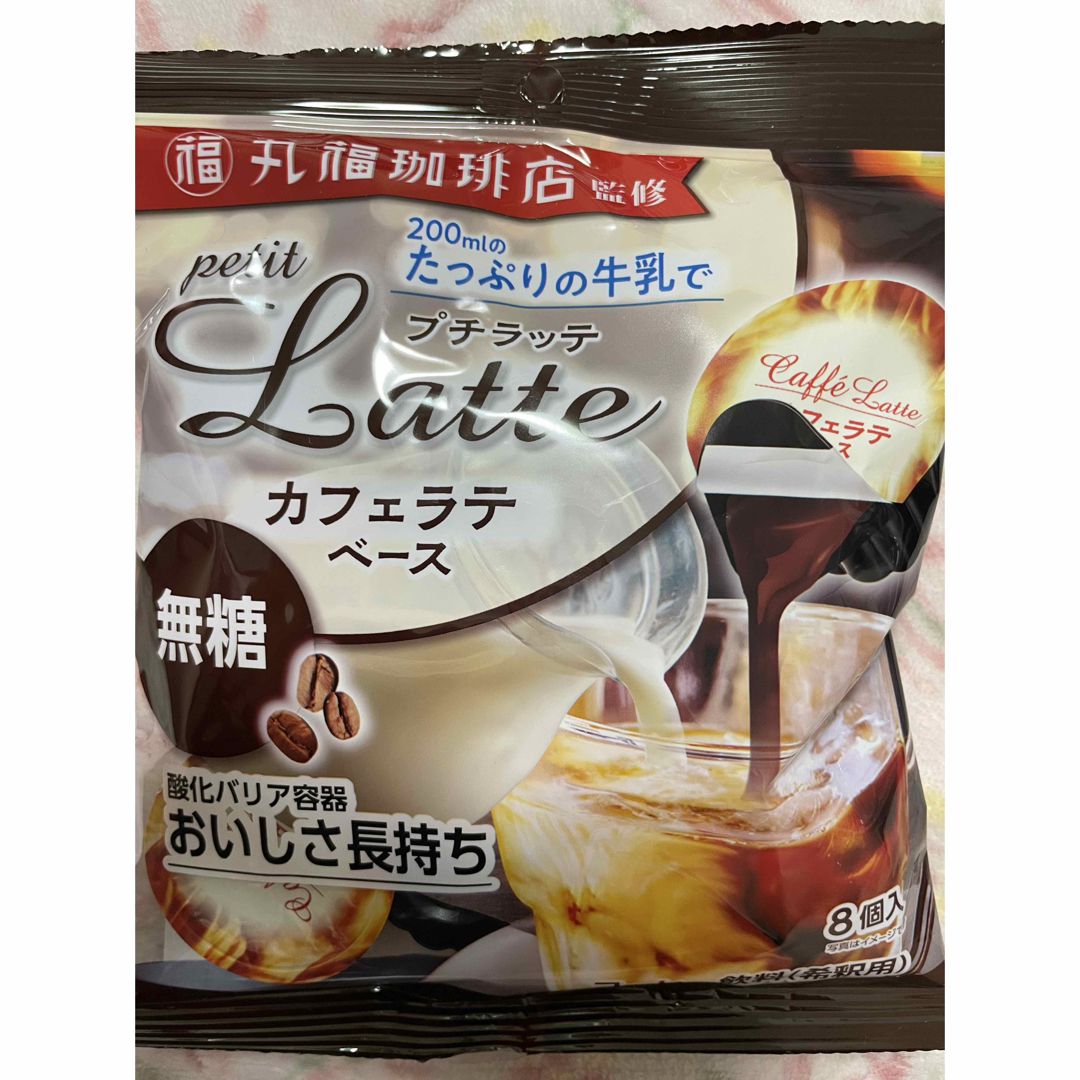 福 丸福珈琲店監修
petit
200mlの
たっぷりの牛乳で
プチラッテ
Latte
Caffé Latte
フェラテ
ース
カフェラテ
ベース
無糖
酸化バリア容器
おいしさ長持ち
8個入
写真はイメージで
飲料(希釈用)